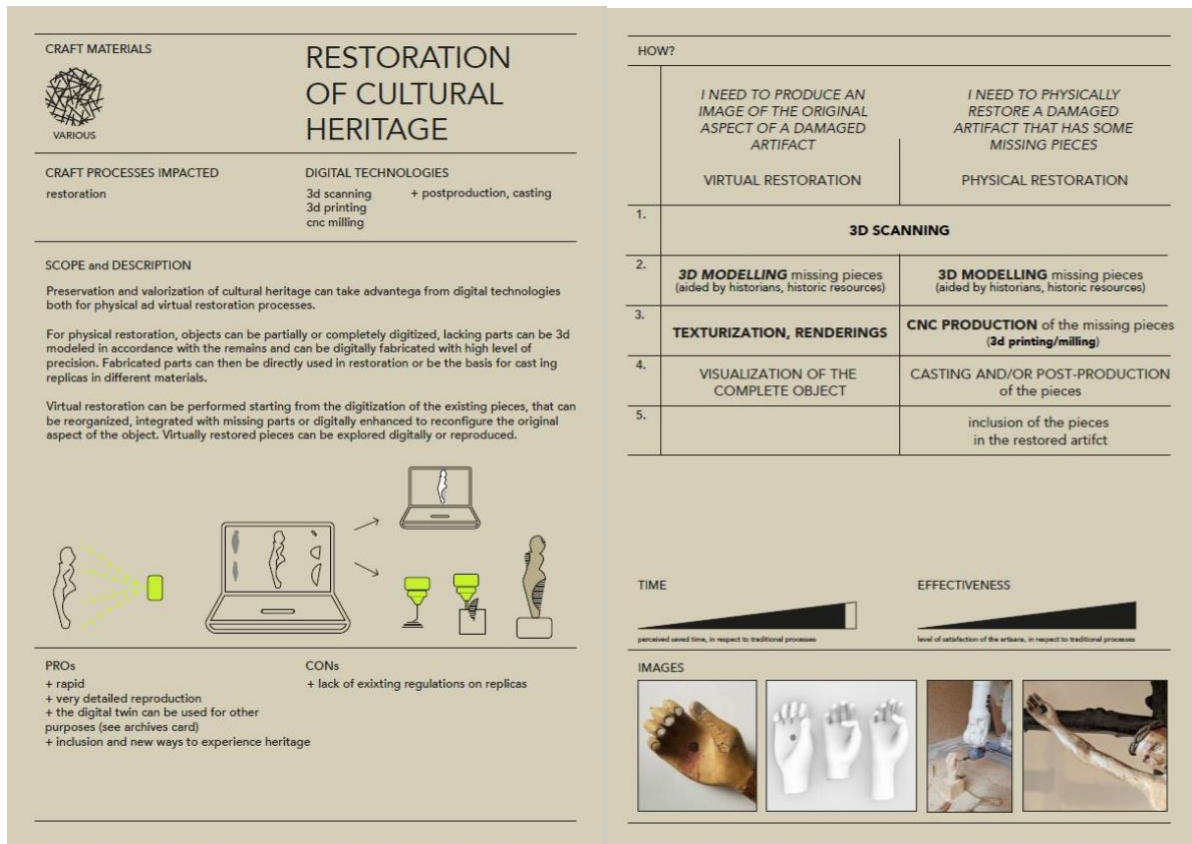 CRAFT MATERIALS
VARIOUS
RESTORATION
OF CULTURAL
HERITAGE
CRAFT PROCESSES IMPACTED
restoration
DIGITAL TECHNOLOGIES
3d scanning + postproduction, casting
3d printing
cnc milling
SCOPE and DESCRIPTION
Preservation and valorization of cultural heritage can take advantega from digital technologies
both for physical ad virtual restoration processes.
For physical restoration, objects can be partially or completely digitized, lacking parts can be 3d
modeled in accordance with the remains and can be digitally fabricated with high level of
precision. Fabricated parts can then be directly used in restoration or be the basis for cast ing
replicas in different materials.
Virtual restoration can be performed starting from the digitization of the existing pieces, that can
be reorganized, integrated with missing parts or digitally enhanced to reconfigure the original
aspect of the object. Virtually restored pieces can be explored digitally or reproduced.
PROs
+ rapid
+ very detailed reproduction
+ the digital twin can be used for other
purposes (see archives card)
+ inclusion and new ways to experience heritage
CONs
+ lack of exixting regulations on replicas
HOW?
I NEED TO PRODUCE AN
IMAGE OF THE ORIGINAL
ASPECT OF A DAMAGED
ARTIFACT
VIRTUAL RESTORATION
I NEED TO PHYSICALLY
RESTORE A DAMAGED
ARTIFACT THAT HAS SOME
MISSING PIECES
PHYSICAL RESTORATION
1.
3D SCANNING
2.
3D MODELLING missing pieces
(aided by historians, historic resources)
3D MODELLING missing pieces
(aided by historians, historic resources)
3.
TEXTURIZATION, RENDERINGS
CNC PRODUCTION of the missing pieces
(3d printing/milling)
4.
VISUALIZATION OF THE
COMPLETE OBJECT
CASTING AND/OR POST-PRODUCTION
of the pieces
5.
inclusion of the pieces
in the restored artifct
TIME
perceived saved time, in respect to traditional processes
EFFECTIVENESS
level of satisfaction of the artisans, in respect to traditional processes
IMAGES